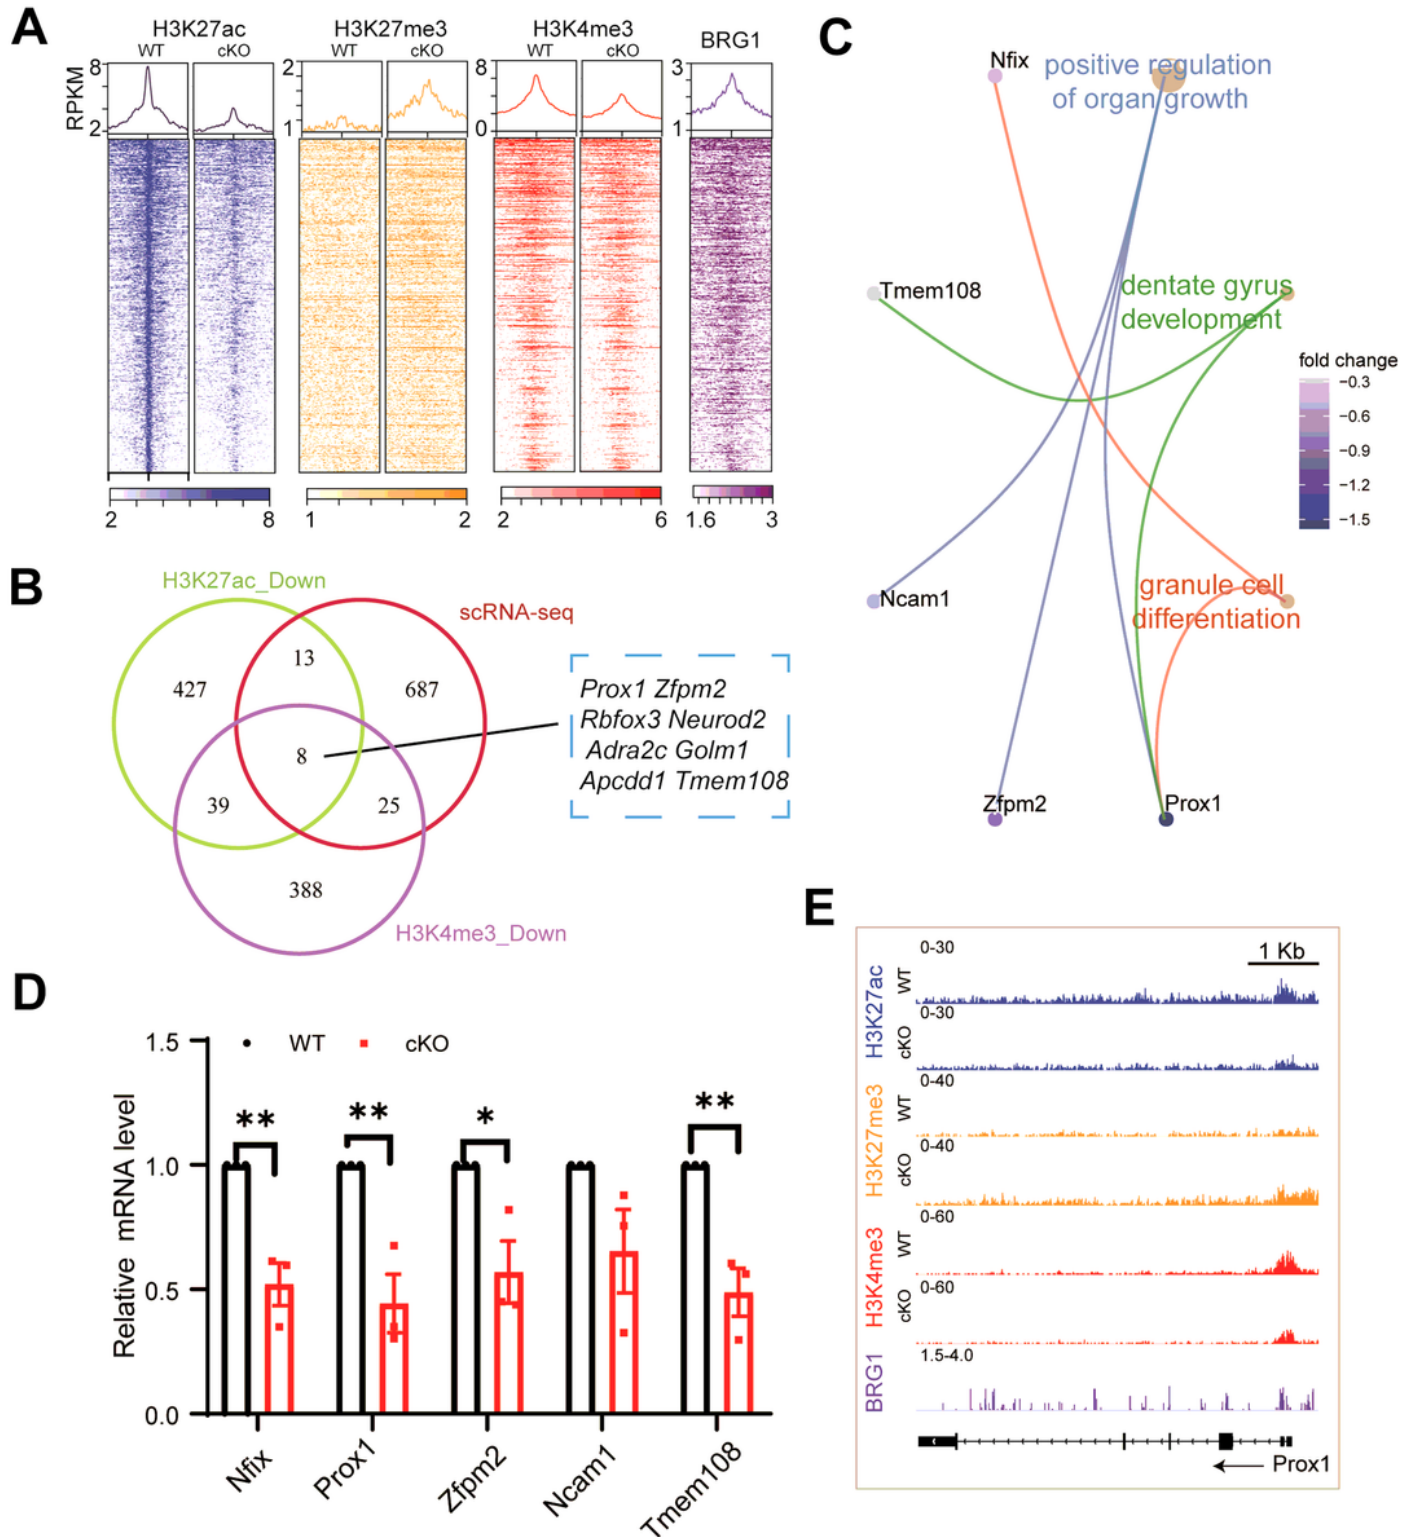 A
H3K27ac
WT cKO
H3K27me3
WT cKO
H3K4me3
WT cKO
BRG1
RPKM
8
2
2
1
8
0
3
1
2 8
1 2
2 6
1.6 3
B
H3K27ac_Down
scRNA-seq
13
427
687
8
39
25
388
H3K4me3_Down
Prox1 Zfpm2
Rbfox3 Neurod2
Adra2c Golm1
Apcdd1 Tmem108
C
Nfix
positive regulation
of organ growth
Tmem108
dentate gyrus
development
fold change
−0.3
−0.6
−0.9
−1.2
−1.5
Ncam1
granule cell
differentiation
Zfpm2
Prox1
D
WT cKO
Relative mRNA level
1.5
1.0
0.5
0.0
** ** * **
Nfix
Prox1
Zfpm2
Ncam1
Tmem108
E
1 Kb
H3K27ac
WT
0-30
cKO
0-30
H3K27me3
WT
0-40
cKO
0-40
H3K4me3
WT
0-60
cKO
0-60
BRG1
1.5-4.0
Prox1